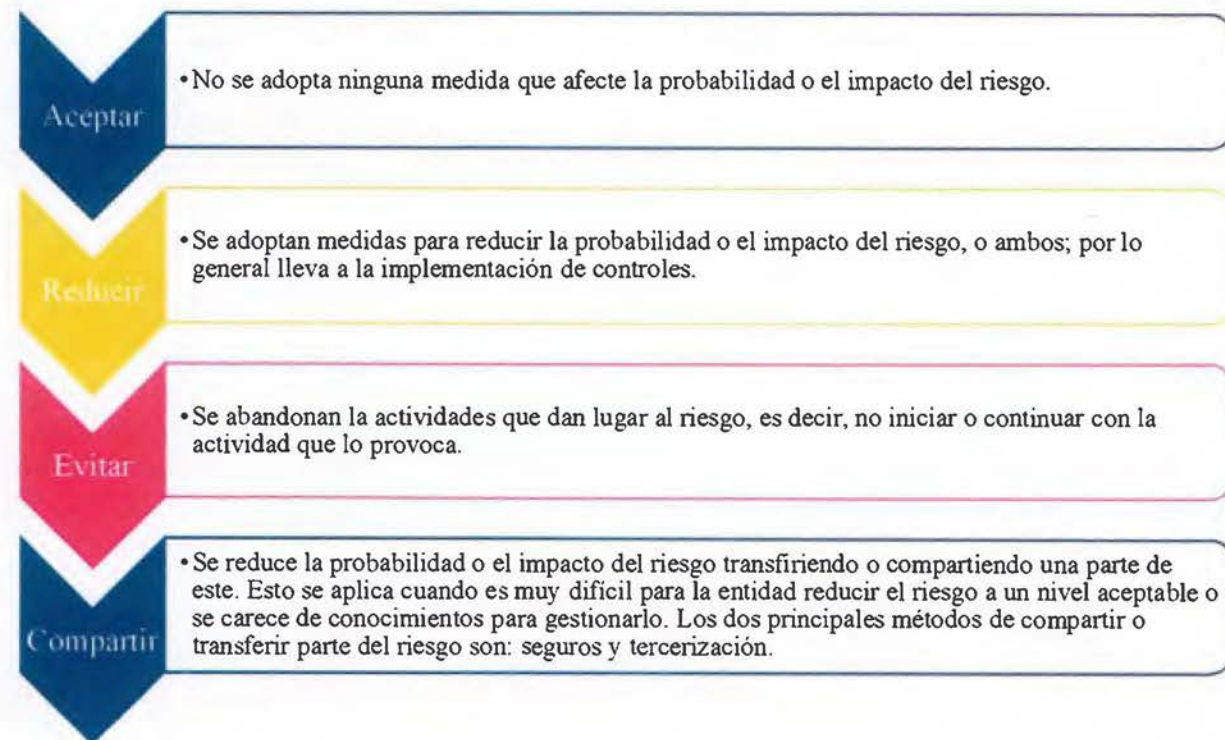 Aceptar
•No se adopta ninguna medida que afecte la probabilidad o el impacto del riesgo.
Reducir
•Se adoptan medidas para reducir la probabilidad o el impacto del riesgo, o ambos; por lo
general lleva a la implementación de controles.
Evitar
•Se abandonan la actividades que dan lugar al riesgo, es decir, no iniciar o continuar con la
actividad que lo provoca.
Compartir
•Se reduce la probabilidad o el impacto del riesgo transfiriendo o compartiendo una parte de
este. Esto se aplica cuando es muy difícil para la entidad reducir el riesgo a un nivel aceptable o
se carece de conocimientos para gestionarlo. Los dos principales métodos de compartir o
transferir parte del riesgo son: seguros y tercerización.